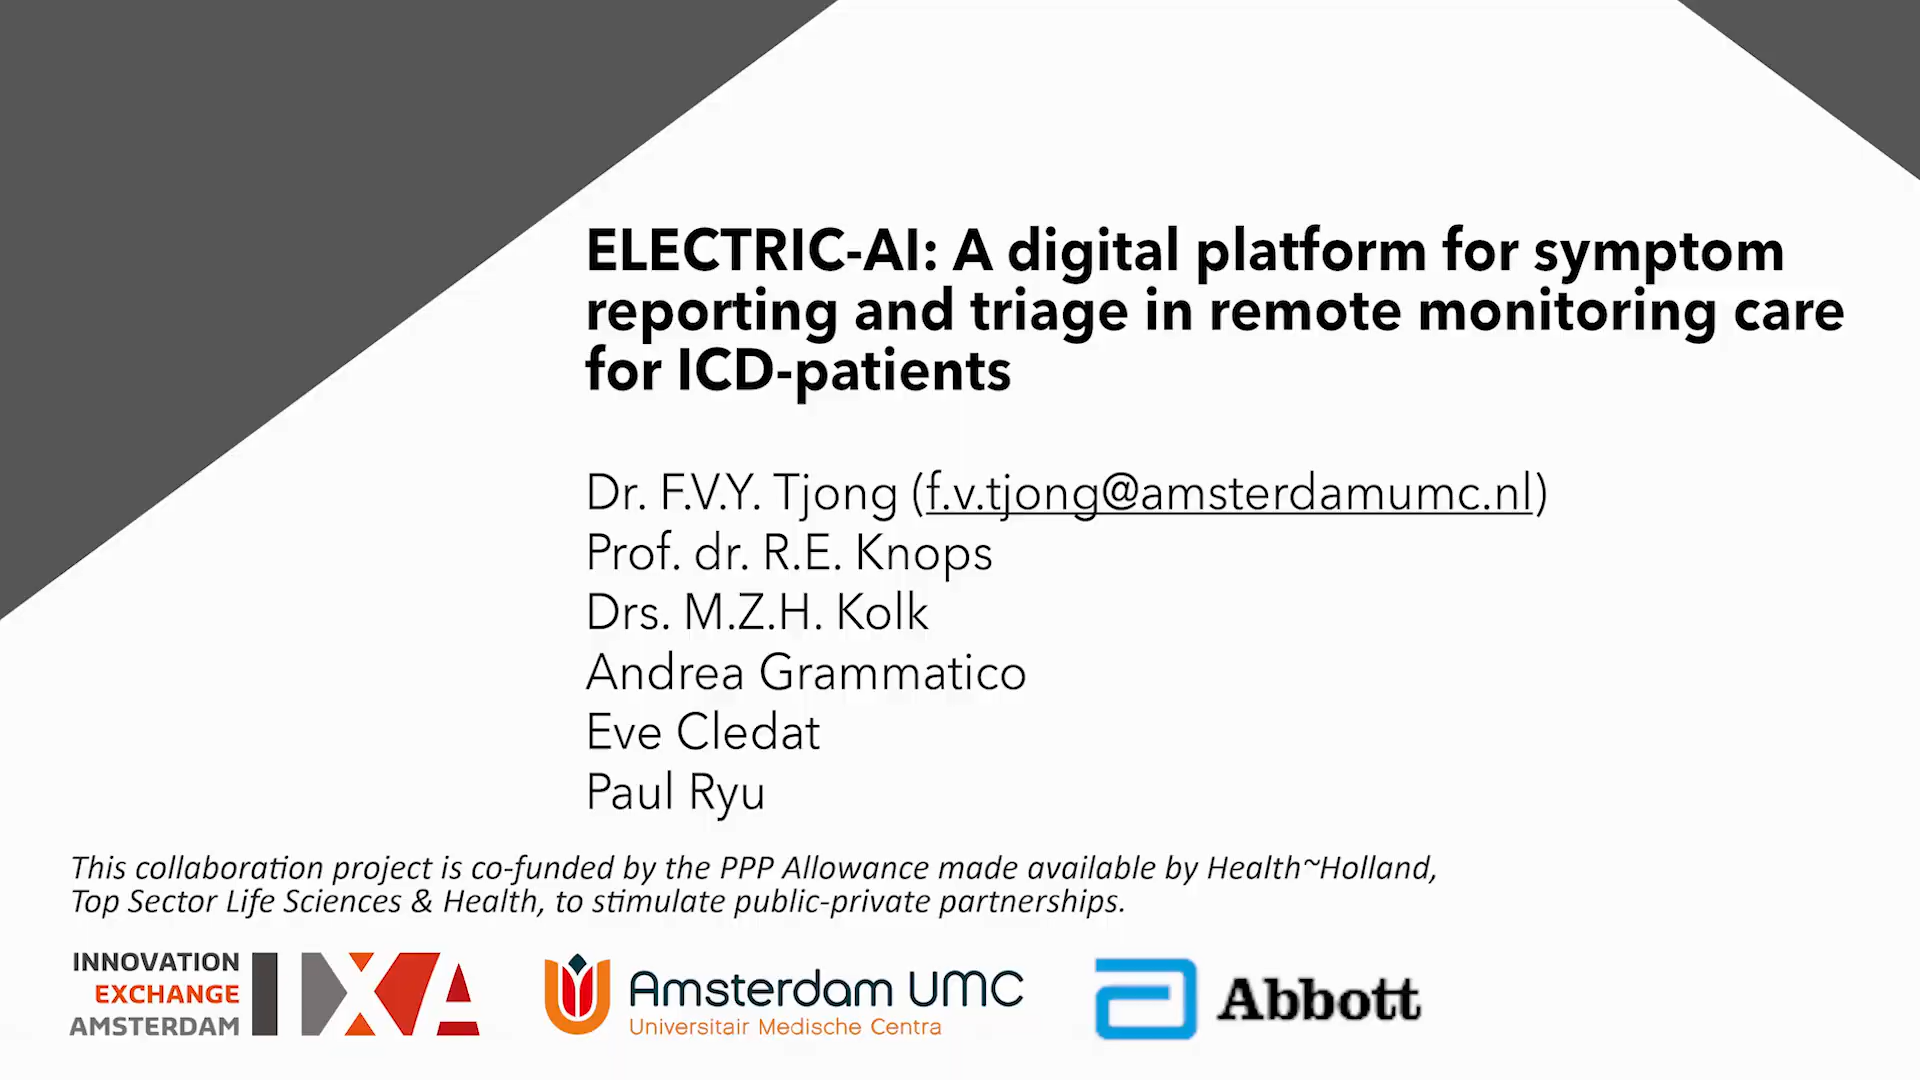 ELECTRIC-AI: A digital platform for symptom
reporting and triage in remote monitoring care
for ICD-patients
Dr. F.V.Y. Tjong (f.v.tjong@amsterdamumc.nl)
Prof. dr. R.E. Knops
Drs. M.Z.H. Kolk
Andrea Grammatico
Eve Cledat
Paul Ryu
This collaboration project is co-funded by the PPP Allowance made available by Health~Holland,
Top Sector Life Sciences & Health, to stimulate public-private partnerships.
INNOVATION
EXCHANGE
AMSTERDAM
IXA
Amsterdam UMC
Universitair Medische Centra
Abbott